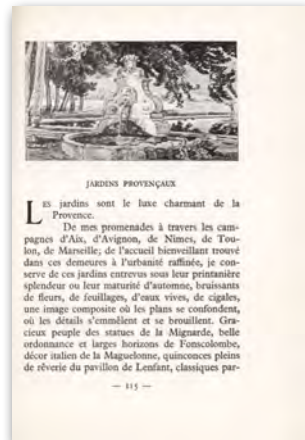 JARDINS PROVENÇAUX
LES jardins sont le luxe charmant de la
Provence.
De mes promenades à travers les cam-
pagnes d'Aix, d'Avignon, de Nîmes, de Tou-
lon, de Marseille; de l'accueil bienveillant trouvé
dans ces demeures à l'urbanité raffinée, je con-
serve de ces jardins entrevus sous leur printanière
splendeur ou leur maturité d'automne, bruissants
de fleurs, de feuillages, d'eaux vives, de cigales,
une image composite où les plans se confondent,
où les détails s'emmêlent et se brouillent. Gra-
cieux peuple des statues de la Mignarde, belle
ordonnance et larges horizons de Fonscolombe,
décor italien de la Maguelonne, quinconces pleins
de rêverie du pavillon de Lenfant, classiques par-
— 115 —